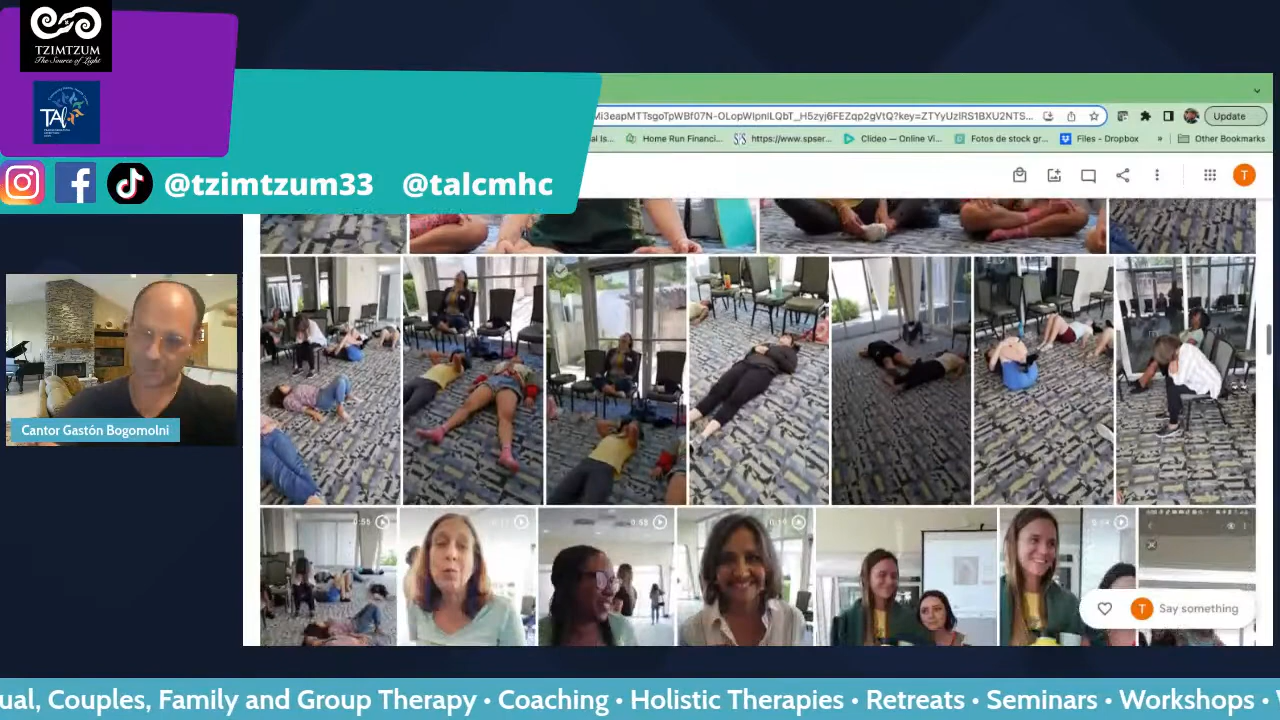 TZIMTZUM
The Source of Light
TAL
@tzimtzum33 @talcmhc
Update
Home Run Financi...
https://www.spser...
Clideo — Online Vi...
Fotos de stock gr...
Files - Dropbox
»
Other Bookmarks
T
Cantor Gastón Bogomolni
0:55
T
Say something
ual, Couples, Family and Group Therapy • Coaching • Holistic Therapies • Retreats • Seminars • Workshops •